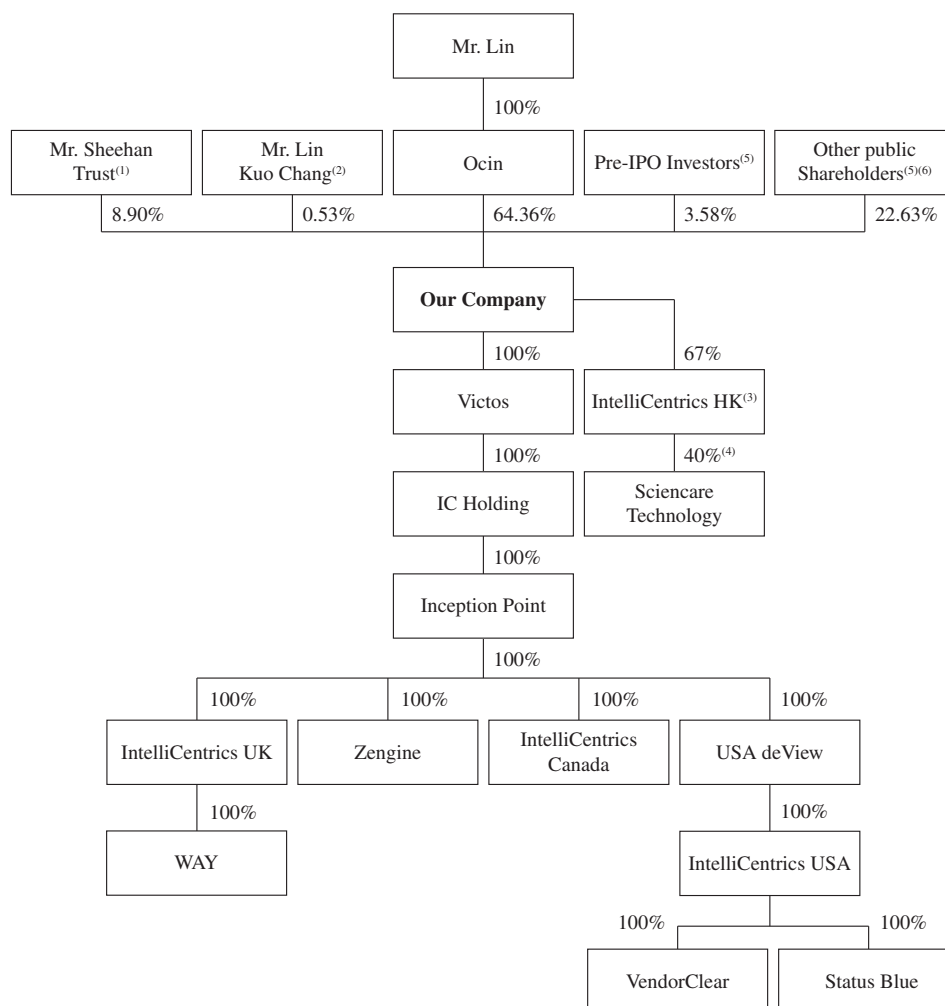 Mr. Lin
100%
Mr. Sheehan
Trust(1)
Mr. Lin
Kuo Chang(2)
Ocin
Pre-IPO Investors(5)
Other public
Shareholders(5)(6)
8.90%
0.53%
64.36%
3.58%
22.63%
Our Company
100%
67%
Victos
IntelliCentrics HK(3)
100%
40%(4)
IC Holding
Sciencare
Technology
100%
Inception Point
100%
100%
100%
100%
100%
IntelliCentrics UK
Zengine
IntelliCentrics
Canada
USA deView
100%
100%
WAY
IntelliCentrics USA
100%
100%
VendorClear
Status Blue